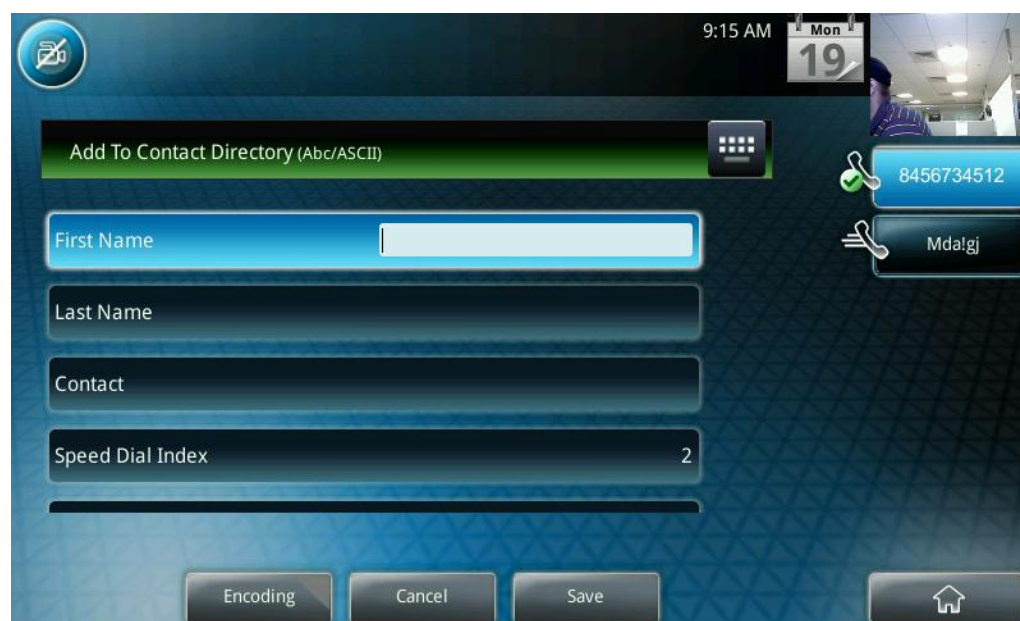 9:15 AM
Mon
19
Add To Contact Directory (Abc/ASCII)
8456734512
First Name
Mda!gj
Last Name
Contact
Speed Dial Index 2
Encoding
Cancel
Save